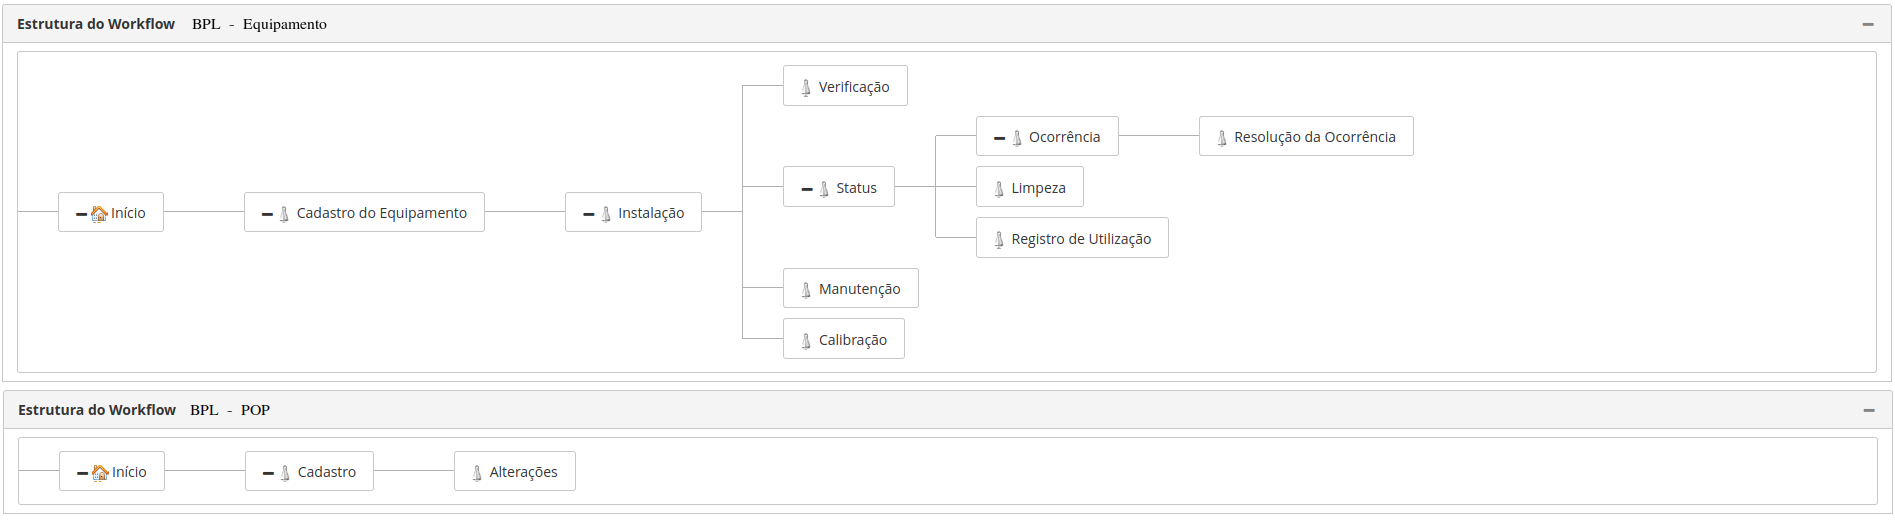 Estrutura do Workflow BPL - Equipamento
Verificação
Ocorrência
Resolução da Ocorrência
Status
Limpeza
Início
Cadastro do Equipamento
Instalação
Registro de Utilização
Manutenção
Calibração
Estrutura do Workflow BPL - POP
Início
Cadastro
Alterações